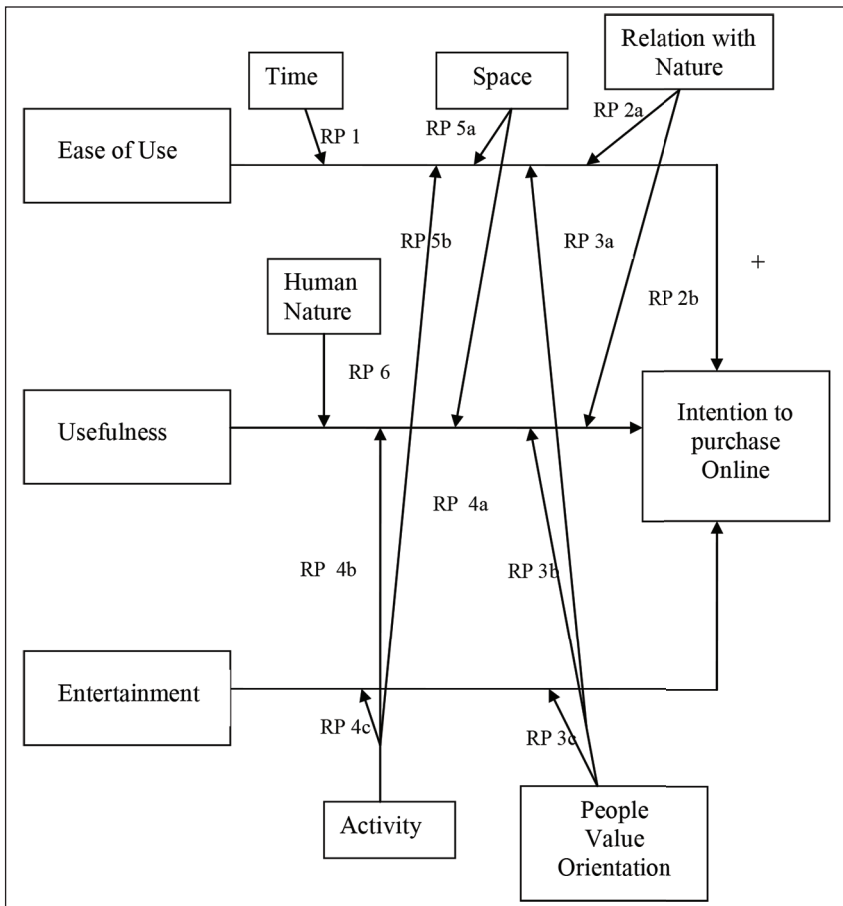 Relation with
Nature
Time
Space
RP 2a
RP 5a
RP 1
Ease of Use
RP 5b
RP 3a
+
Human
Nature
RP 2b
RP 6
Usefulness
Intention to
purchase
Online
RP 4a
RP 4b
RP 3b
Entertainment
RP 4c
RP 3c
Activity
People
Value
Orientation